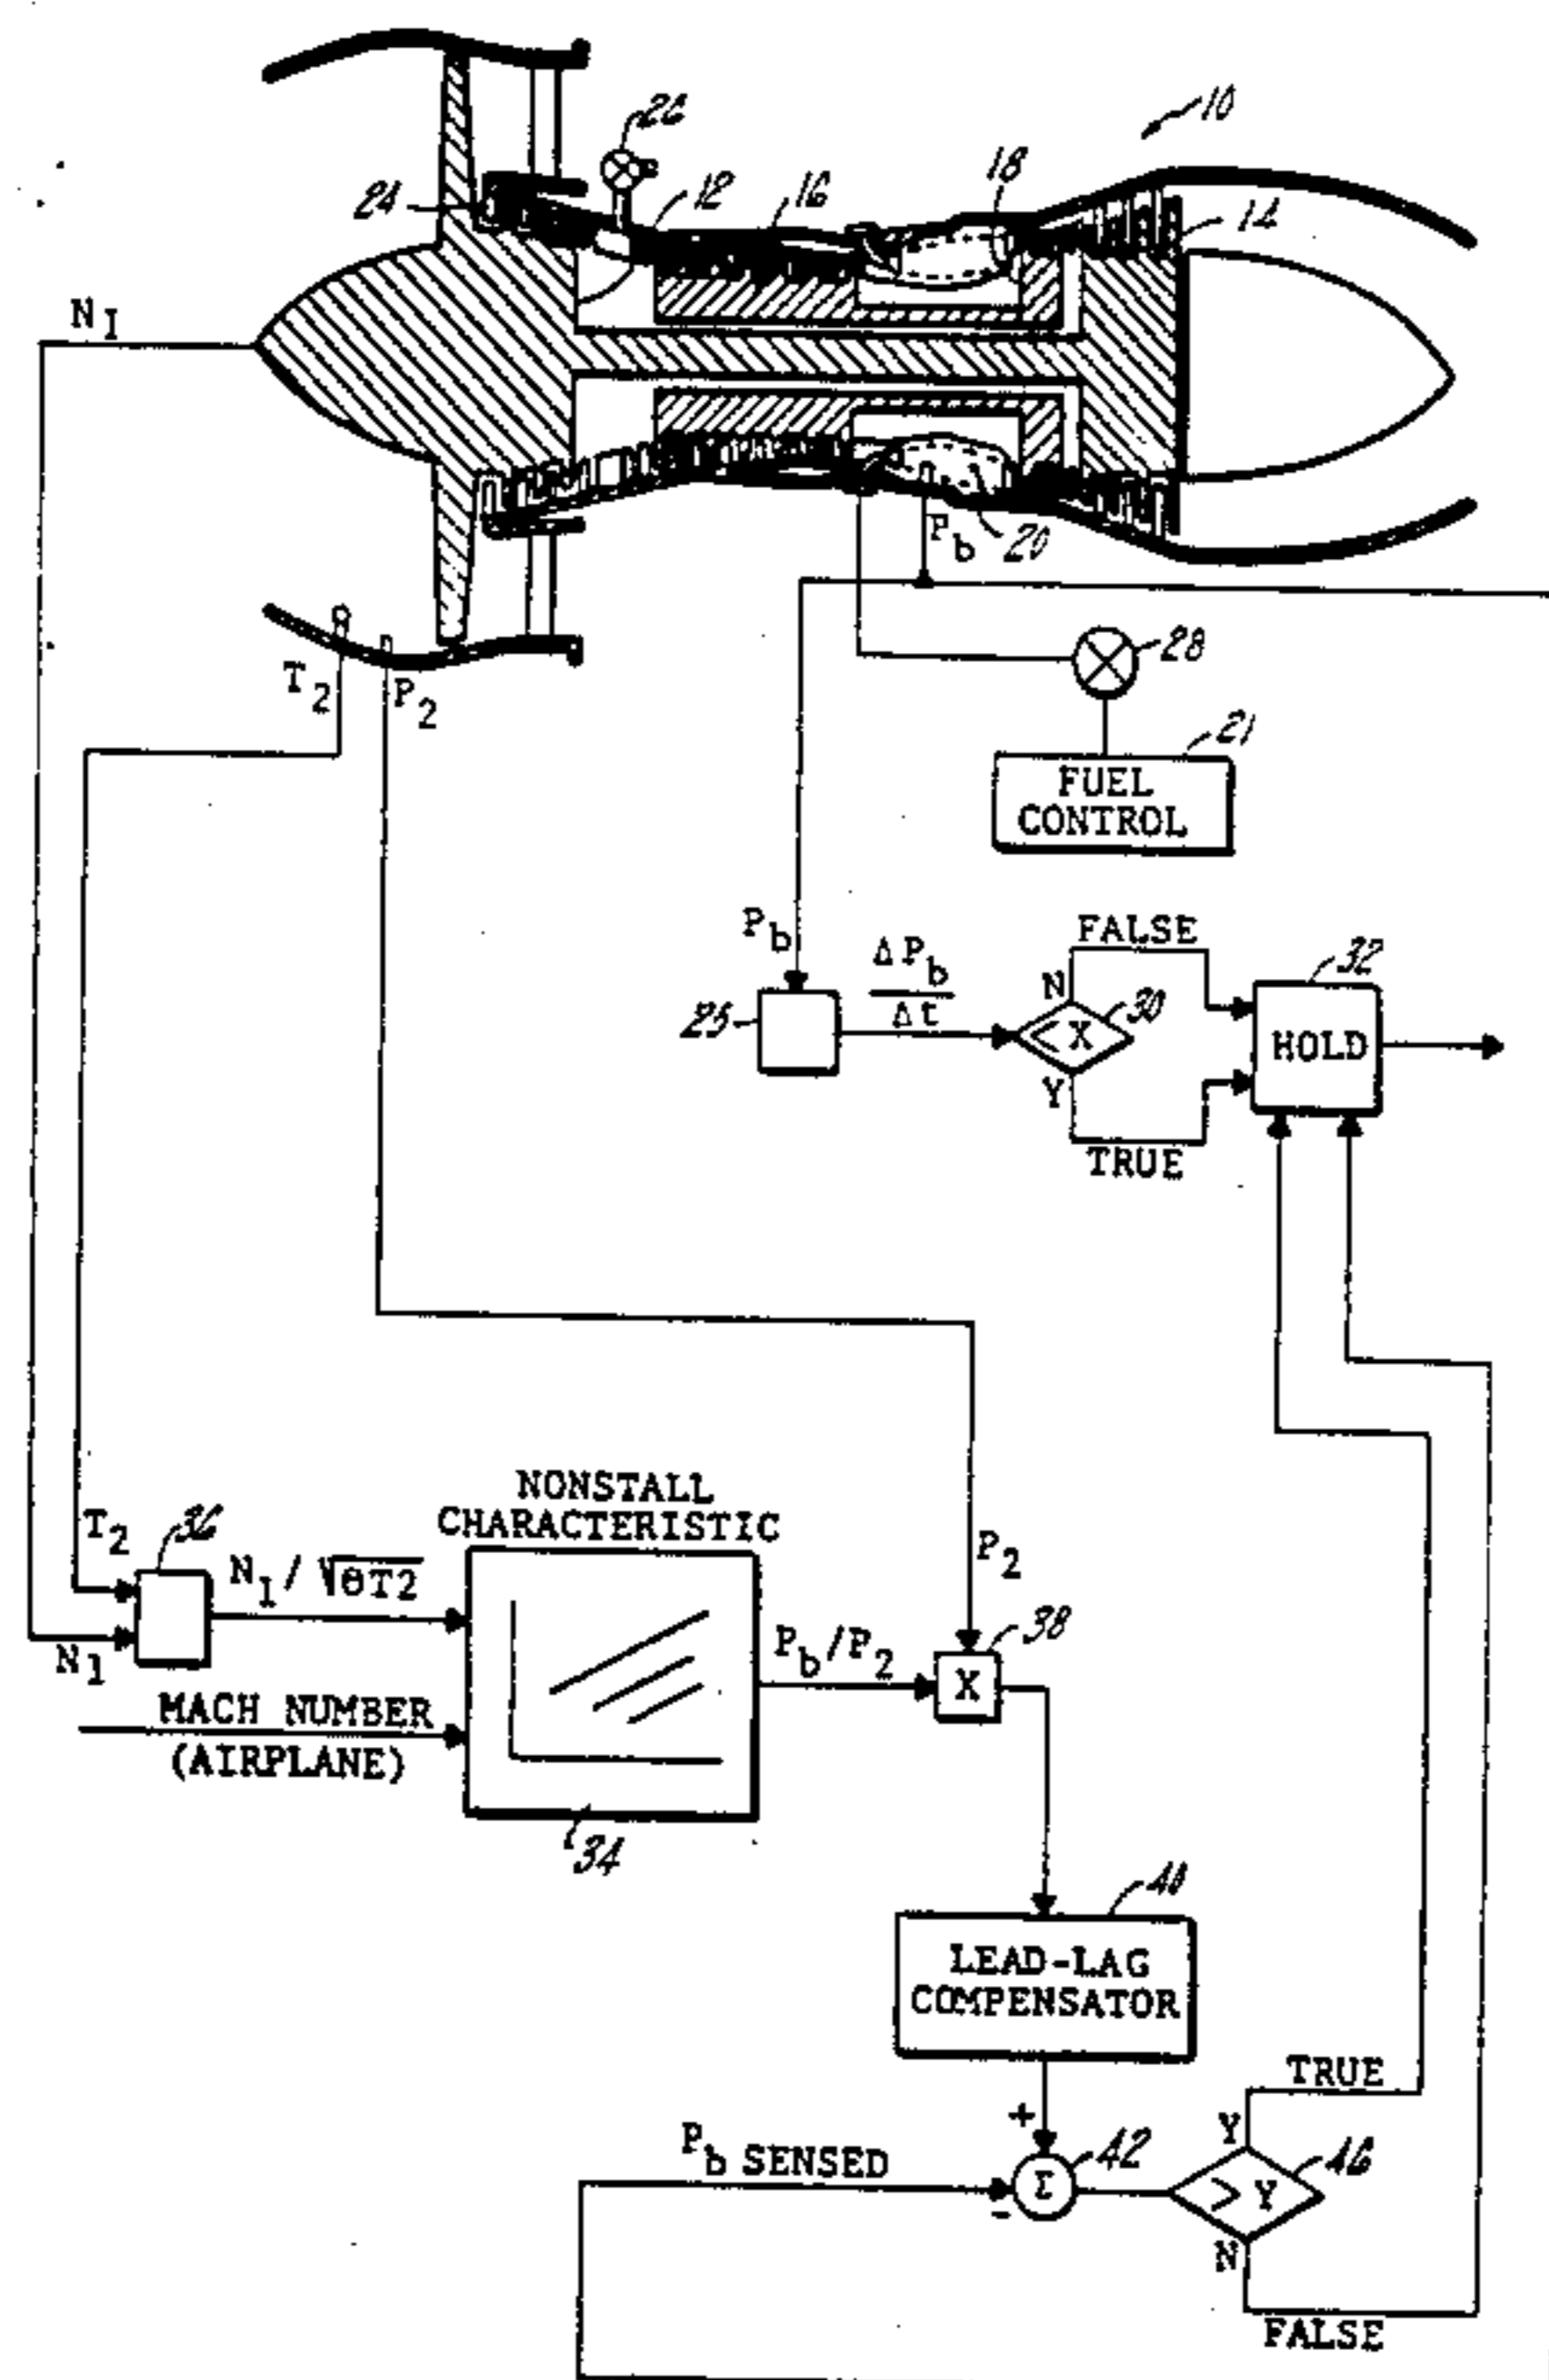 26
10
24
12
16
18
14
N1
Pb
20
T2
P2
28
21
FUEL
CONTROL
Pb
ΔPb
Δt
25
N
FALSE
< X
30
32
HOLD
Y
TRUE
NONSTALL
CHARACTERISTIC
T2
36
N1/√θT2
N1
MACH NUMBER
(AIRPLANE)
34
Pb/P2
P2
38
X
40
LEAD-LAG
COMPENSATOR
+
Pb SENSED
-
Σ
42
TRUE
Y
> Y
46
N
FALSE